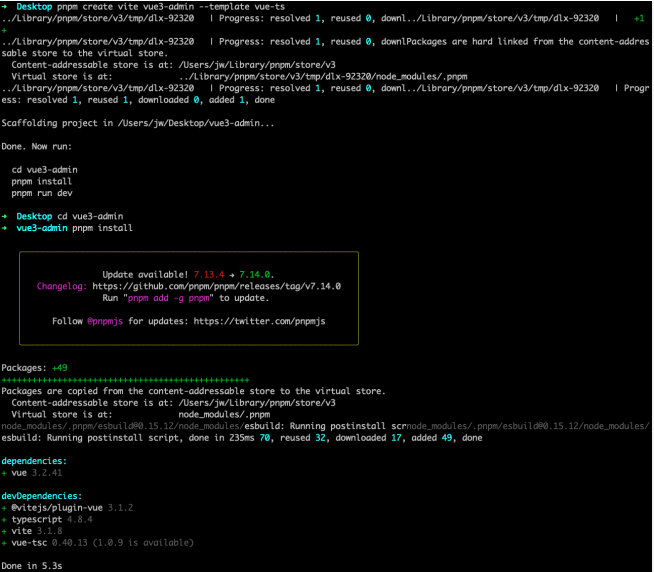 → Desktop pnpm create vite vue3-admin --template vue-ts
../Library/pnpm/store/v3/tmp/dlx-92320 | Progress: resolved 1, reused 0, downl../Library/pnpm/store/v3/tmp/dlx-92320 | +1
+
../Library/pnpm/store/v3/tmp/dlx-92320 | Progress: resolved 1, reused 0, downlPackages are hard linked from the content-addres
sable store to the virtual store.
Content-addressable store is at: /Users/jw/Library/pnpm/store/v3
Virtual store is at: ../Library/pnpm/store/v3/tmp/dlx-92320/node_modules/.pnpm
../Library/pnpm/store/v3/tmp/dlx-92320 | Progress: resolved 1, reused 0, downl../Library/pnpm/store/v3/tmp/dlx-92320 | Progr
ess: resolved 1, reused 1, downloaded 0, added 1, done
Scaffolding project in /Users/jw/Desktop/vue3-admin...
Done. Now run:
cd vue3-admin
pnpm install
pnpm run dev
→ Desktop cd vue3-admin
→ vue3-admin pnpm install
Update available! 7.13.4 → 7.14.0.
Changelog: https://github.com/pnpm/pnpm/releases/tag/v7.14.0
Run "pnpm add -g pnpm" to update.
Follow @pnpmjs for updates: https://twitter.com/pnpmjs
Packages: +49
+++++++++++++++++++++++++++++++++++++++++++++++++
Packages are copied from the content-addressable store to the virtual store.
Content-addressable store is at: /Users/jw/Library/pnpm/store/v3
Virtual store is at: node_modules/.pnpm
node_modules/.pnpm/esbuild@0.15.12/node_modules/esbuild: Running postinstall scrnode_modules/.pnpm/esbuild@0.15.12/node_modules/
esbuild: Running postinstall script, done in 235ms 70, reused 32, downloaded 17, added 49, done
dependencies:
+ vue 3.2.41
devDependencies:
+ @vitejs/plugin-vue 3.1.2
+ typescript 4.8.4
+ vite 3.1.8
+ vue-tsc 0.40.13 (1.0.9 is available)
Done in 5.3s